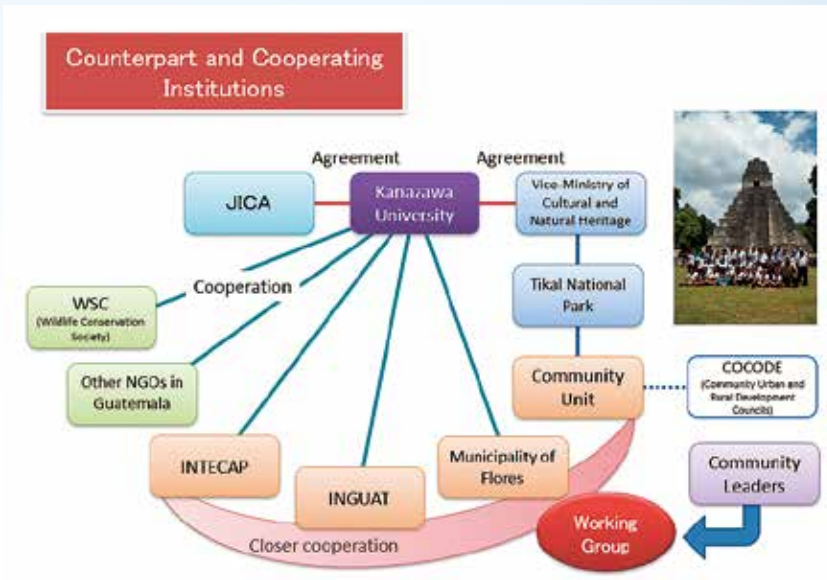 Counterpart and Cooperating
Institutions
Agreement
Agreement
JICA
Kanazawa
University
Vice-Ministry of
Cultural and
Natural Heritage
Cooperation
WSC
(Wildlife Conservation
Society)
Tikal National
Park
Other NGOs in
Guatemala
Community
Unit
COCODE
(Community Urban and
Rural Development
Councils)
INTECAP
INGUAT
Municipality of
Flores
Community
Leaders
Closer cooperation
Working
Group